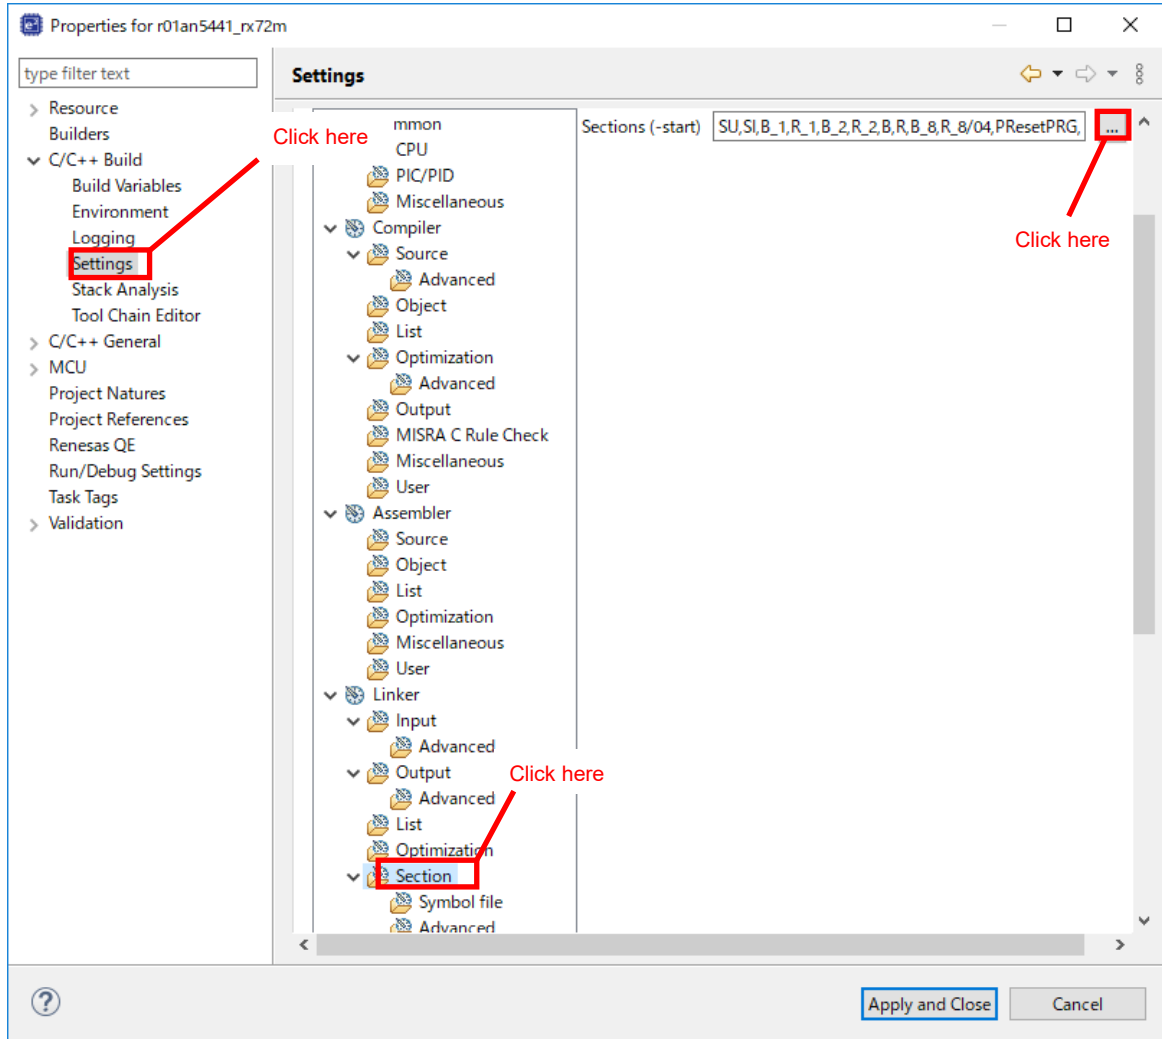 Properties for r01an5441_rx72m
type filter text
Resource
Builders
C/C++ Build
Build Variables
Environment
Logging
Settings
Stack Analysis
Tool Chain Editor
C/C++ General
MCU
Project Natures
Project References
Renesas QE
Run/Debug Settings
Task Tags
Validation
Click here
Settings
mmon
CPU
PIC/PID
Miscellaneous
Compiler
Source
Advanced
Object
List
Optimization
Advanced
Output
MISRA C Rule Check
Miscellaneous
User
Assembler
Source
Object
List
Optimization
Miscellaneous
User
Linker
Input
Advanced
Output
Advanced
Click here
List
Optimization
Section
Symbol file
Advanced
Sections (-start) SU,SI,B_1,R_1,B_2,R_2,B,R,B_8,R_8/04,PResetPRG, ...
Click here
Apply and Close
Cancel